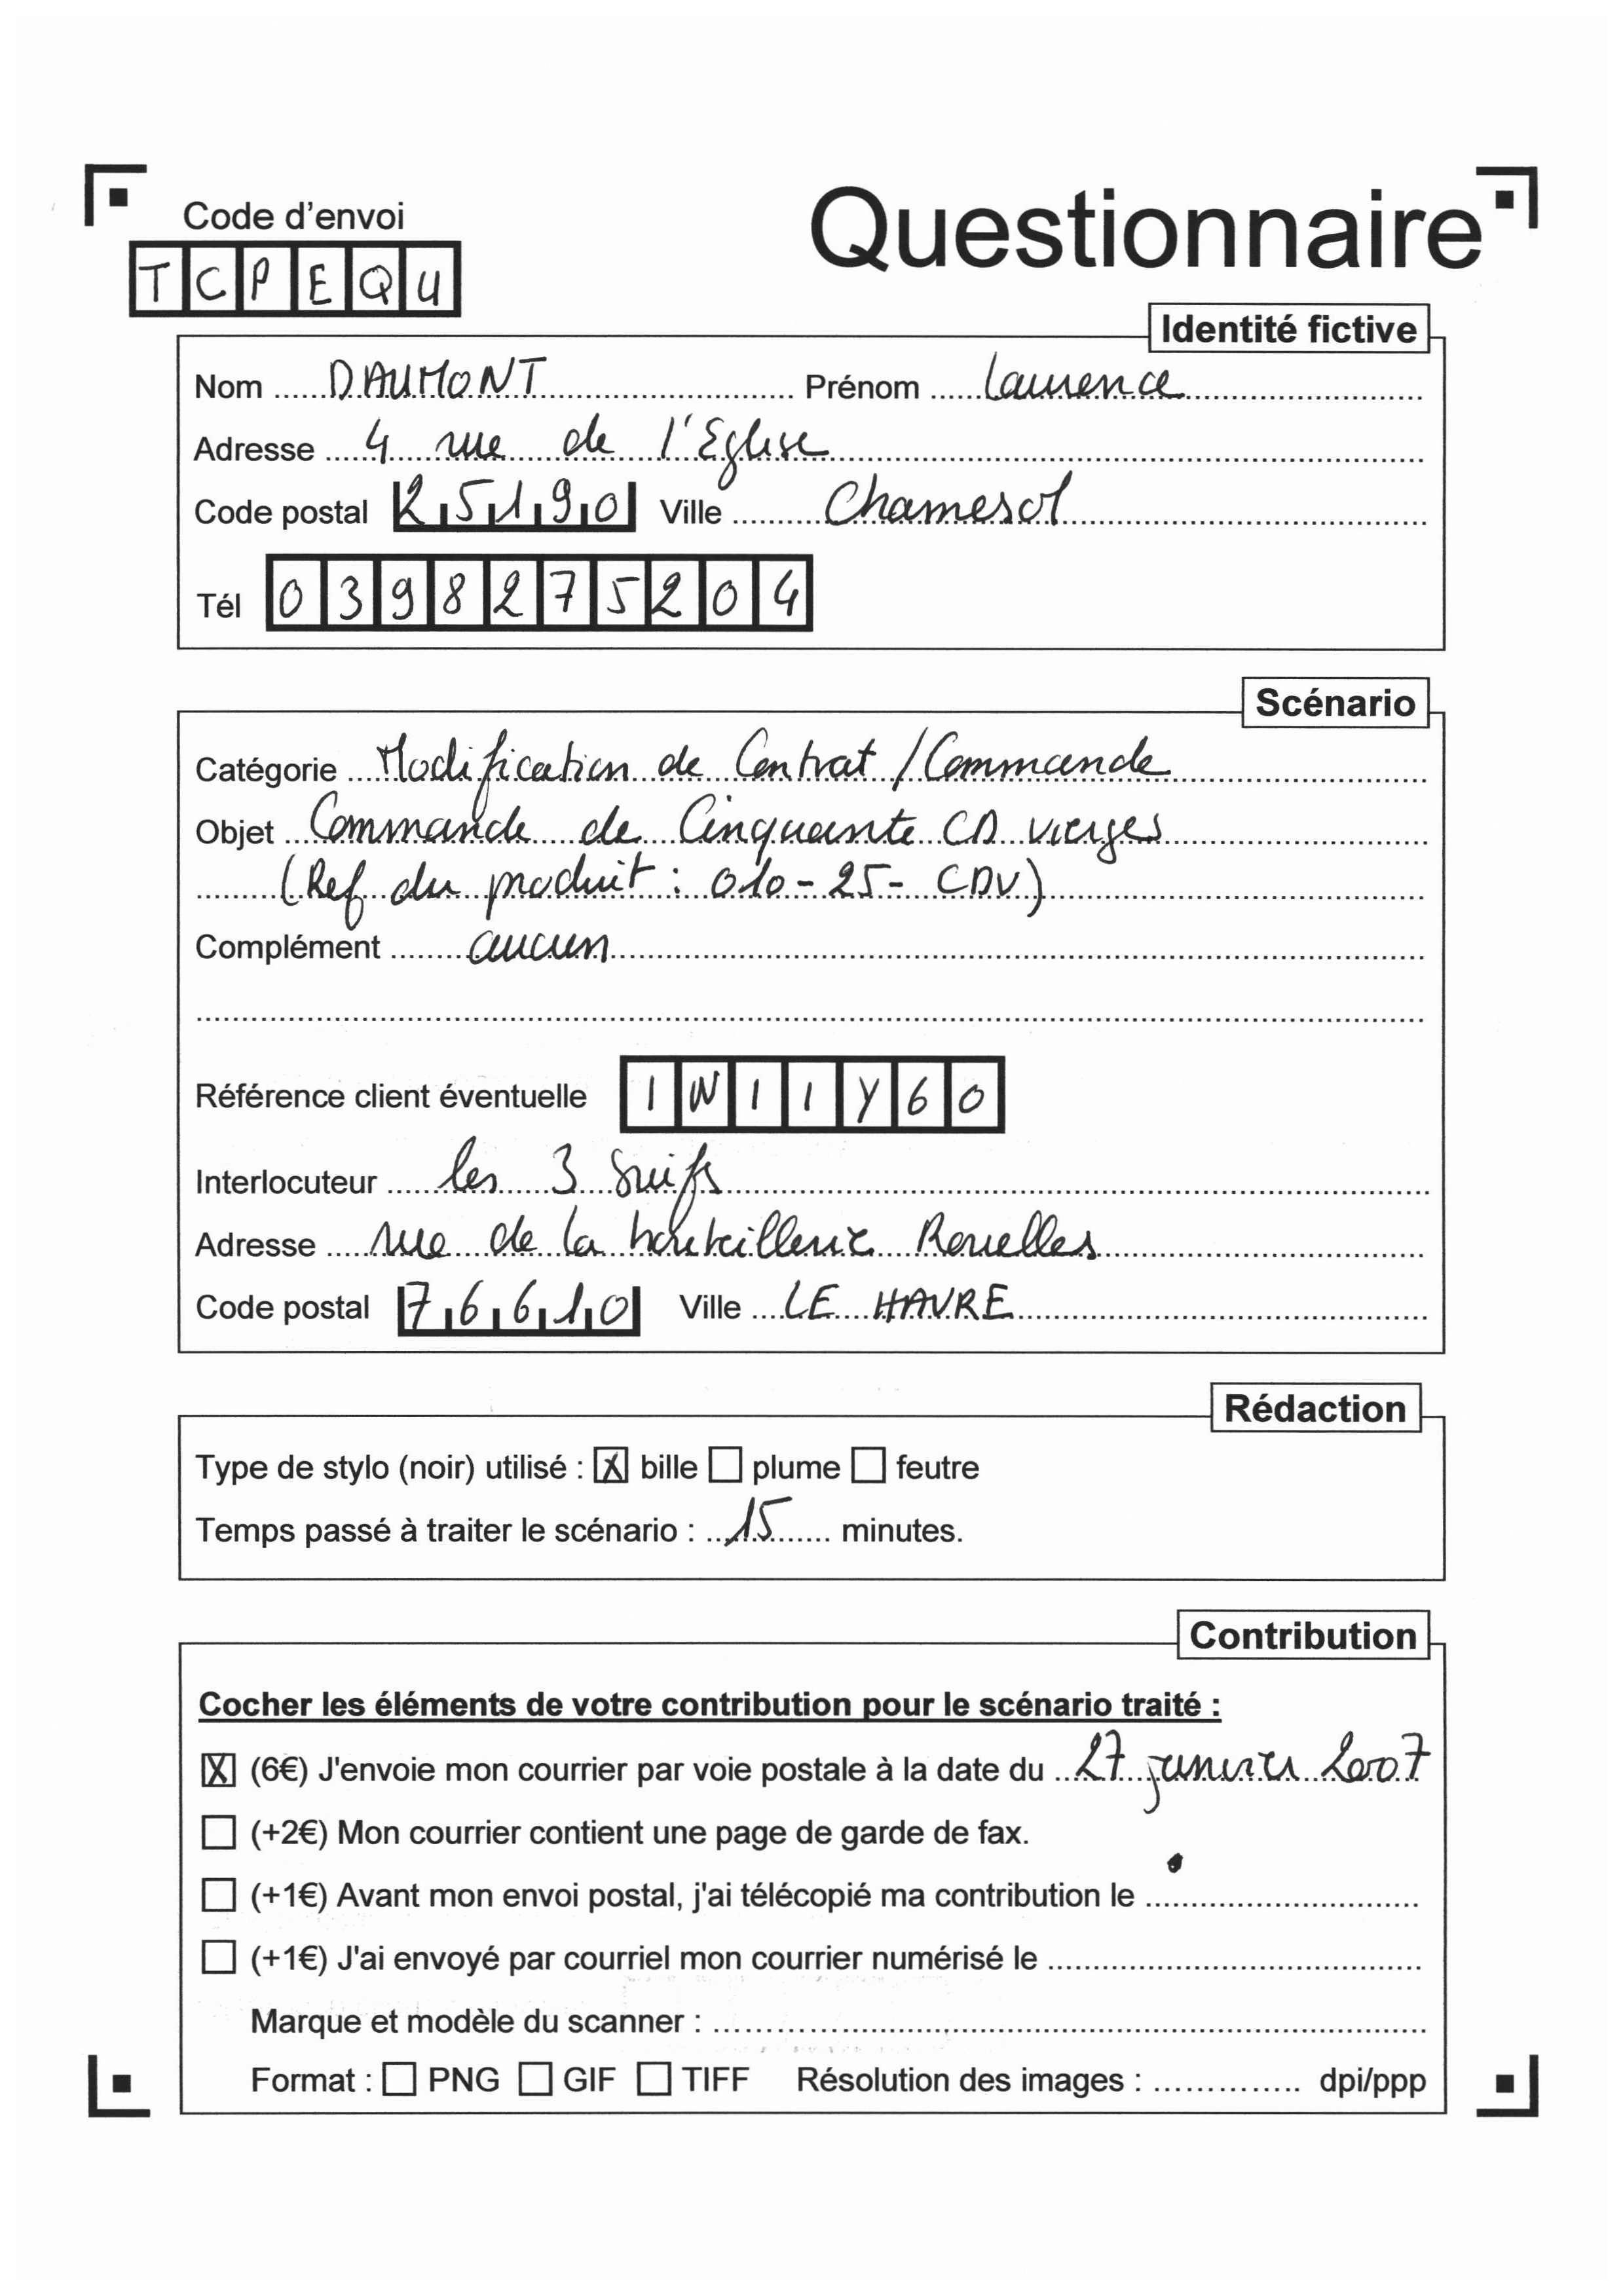 Code d'envoi
Questionnaire
TCPEQU
Identité fictive
Nom DAUMONT Prénom Laurence
Adresse 4 rue de l'Eglise
Code postal 25190 Ville Chamesol
Tél 0398275204
Scénario
Catégorie Modification de Contrat / Commande
Objet Commande de Cinquante CD vierges
(Ref du produit : 010-25-CDV)
Complément aucun
Référence client éventuelle INIIY60
Interlocuteur les 3 Suifs
Adresse rue de la bouteillerie Rouelles
Code postal 76610 Ville LE HAVRE
Rédaction
Type de stylo (noir) utilisé : ☒ bille ☐ plume ☐ feutre
Temps passé à traiter le scénario : 15 minutes.
Contribution
Cocher les éléments de votre contribution pour le scénario traité :
☒ (6€) J'envoie mon courrier par voie postale à la date du 27 janvier 2007
☐ (+2€) Mon courrier contient une page de garde de fax.
☐ (+1€) Avant mon envoi postal, j'ai télécopié ma contribution le
☐ (+1€) J'ai envoyé par courriel mon courrier numérisé le
Marque et modèle du scanner :
Format : ☐ PNG ☐ GIF ☐ TIFF Résolution des images : dpi/ppp